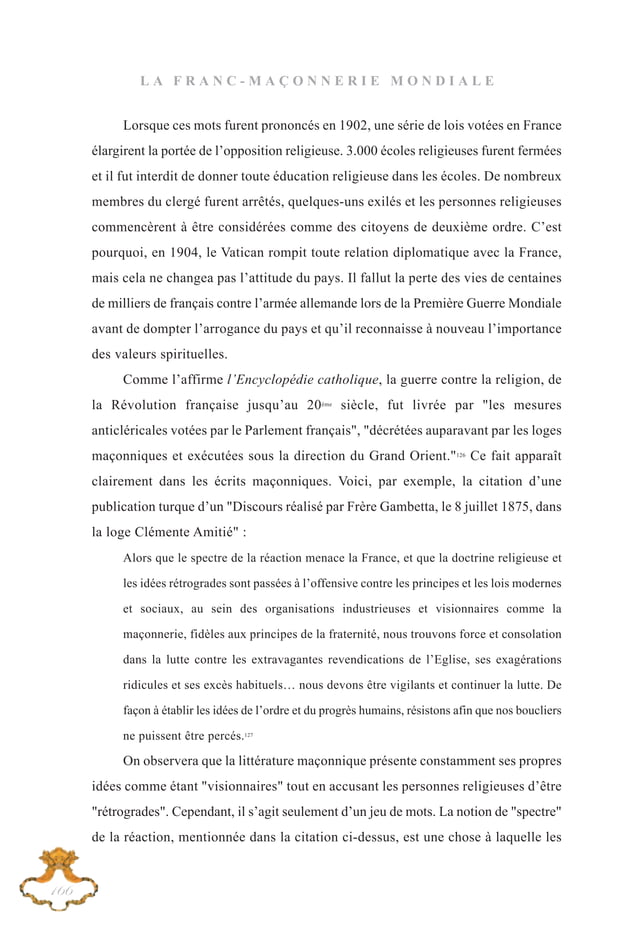 LA FRANC-MAÇONNERIE MONDIALE
Lorsque ces mots furent prononcés en 1902, une série de lois votées en France
élargirent la portée de l’opposition religieuse. 3.000 écoles religieuses furent fermées
et il fut interdit de donner toute éducation religieuse dans les écoles. De nombreux
membres du clergé furent arrêtés, quelques-uns exilés et les personnes religieuses
commencèrent à être considérées comme des citoyens de deuxième ordre. C’est
pourquoi, en 1904, le Vatican rompit toute relation diplomatique avec la France,
mais cela ne changea pas l’attitude du pays. Il fallut la perte des vies de centaines
de milliers de français contre l’armée allemande lors de la Première Guerre Mondiale
avant de dompter l’arrogance du pays et qu’il reconnaisse à nouveau l’importance
des valeurs spirituelles.
Comme l’affirme l’Encyclopédie catholique, la guerre contre la religion, de
la Révolution française jusqu’au 20ème siècle, fut livrée par "les mesures
anticléricales votées par le Parlement français", "décrétées auparavant par les loges
maçonniques et exécutées sous la direction du Grand Orient."126 Ce fait apparaît
clairement dans les écrits maçonniques. Voici, par exemple, la citation d’une
publication turque d’un "Discours réalisé par Frère Gambetta, le 8 juillet 1875, dans
la loge Clémente Amitié" :
Alors que le spectre de la réaction menace la France, et que la doctrine religieuse et
les idées rétrogrades sont passées à l’offensive contre les principes et les lois modernes
et sociaux, au sein des organisations industrieuses et visionnaires comme la
maçonnerie, fidèles aux principes de la fraternité, nous trouvons force et consolation
dans la lutte contre les extravagantes revendications de l’Eglise, ses exagérations
ridicules et ses excès habituels… nous devons être vigilants et continuer la lutte. De
façon à établir les idées de l’ordre et du progrès humains, résistons afin que nos boucliers
ne puissent être percés.127
On observera que la littérature maçonnique présente constamment ses propres
idées comme étant "visionnaires" tout en accusant les personnes religieuses d’être
"rétrogrades". Cependant, il s’agit seulement d’un jeu de mots. La notion de "spectre"
de la réaction, mentionnée dans la citation ci-dessus, est une chose à laquelle les
166